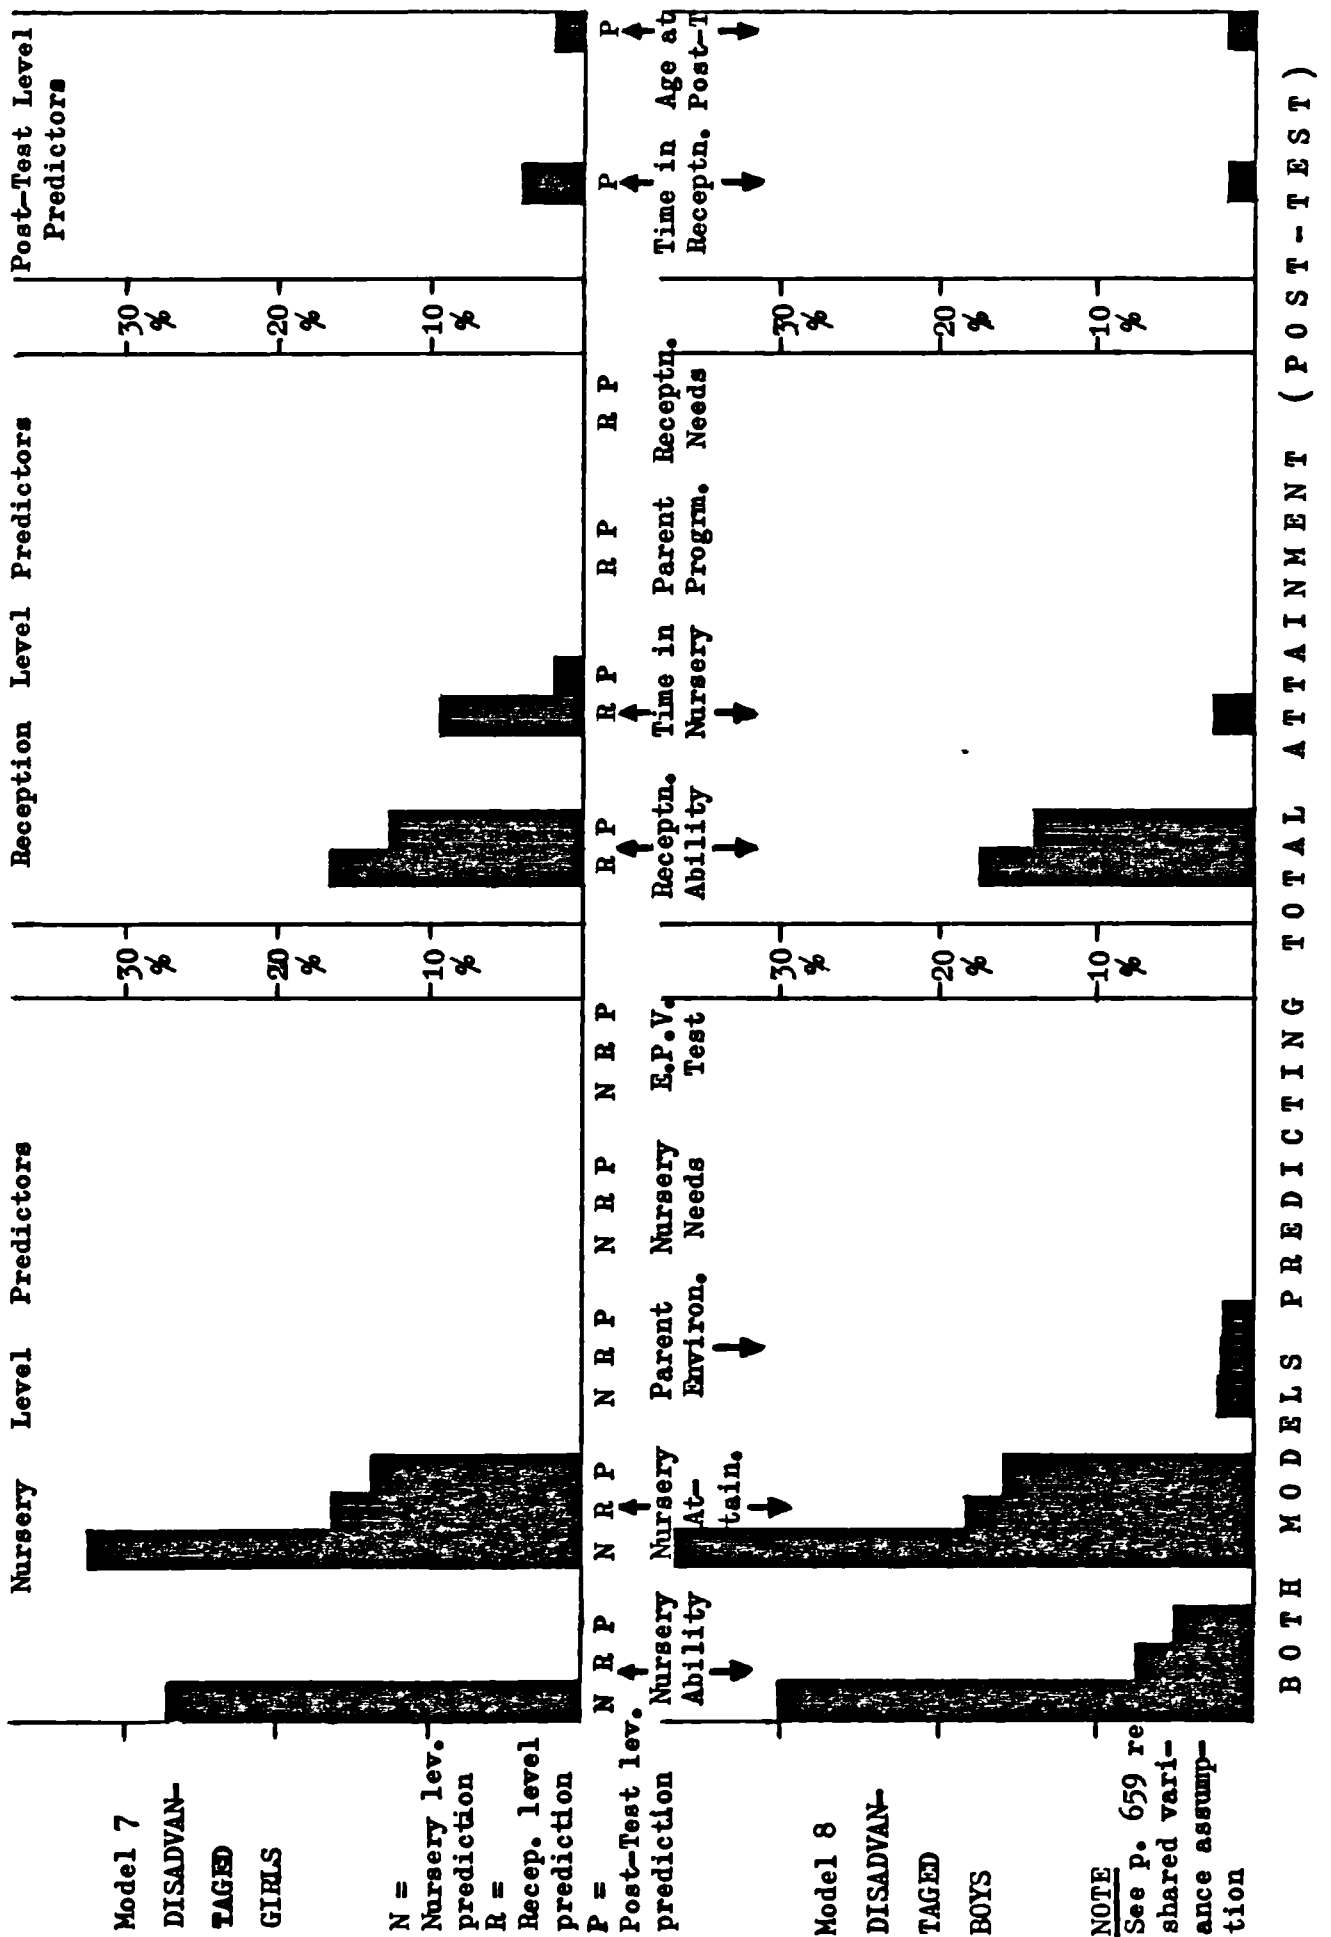 Nursery Level Predictors
Reception Level Predictors
Post-Test Level
Predictors
Model 7
DISADVAN-
TAGED
GIRLS
N =
Nursery lev.
prediction
R =
Recep. level
prediction
P =
Post-Test lev.
prediction
-30
%
-20
%
-10
%
-30
%
-20
%
-10
%
N R P N R P N R P N R P N R P
R P R P R P R P
P P
Nursery
Ability
Nursery
At-
tain.
Parent
Environ.
Nursery
Needs
E.P.V.
Test
Receptn.
Ability
Time in
Nursery
Parent
Progrm.
Receptn.
Needs
Time in
Receptn.
Age at
Post-T
Model 8
DISADVAN-
TAGED
BOYS
NOTE
See p. 659 re
shared vari-
ance assump-
tion
-30
%
-20
%
-10
%
-30
%
-20
%
-10
%
BOTH MODELS PREDICTING TOTAL ATTAINMENT (POST-TEST)